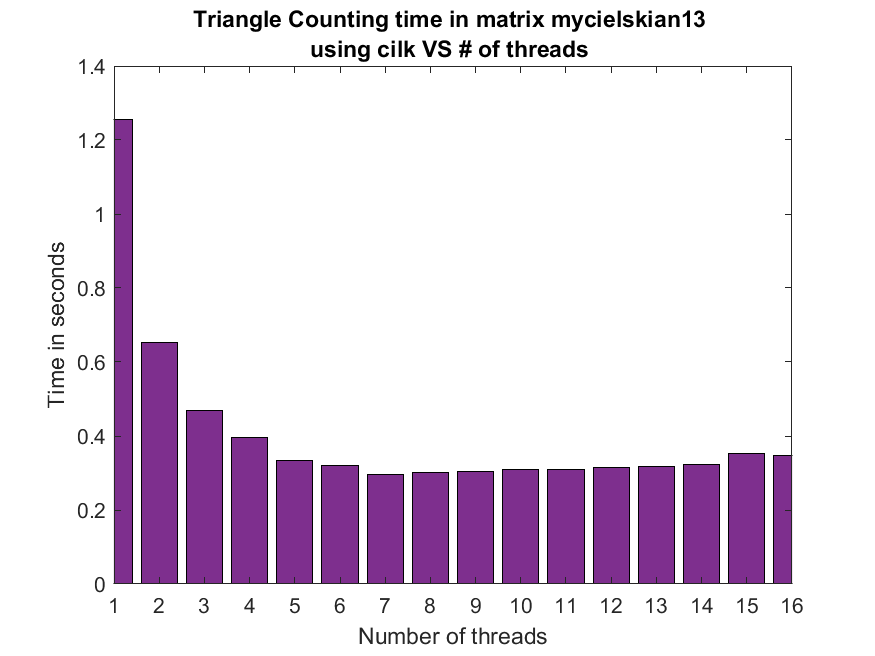 Triangle Counting time in matrix mycielskian13
using cilk VS # of threads
1.4
1.2
1
0.8
0.6
0.4
0.2
0
Time in seconds
1 2 3 4 5 6 7 8 9 10 11 12 13 14 15 16
Number of threads